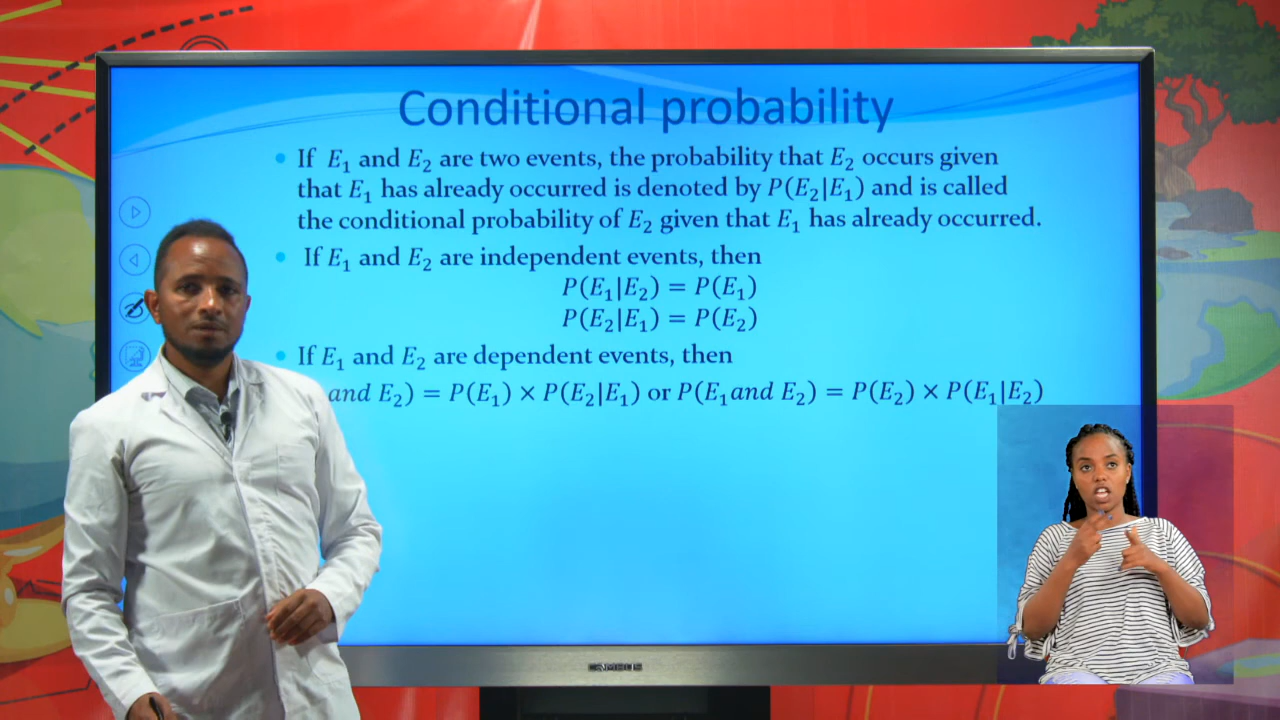 Conditional probability
• If E₁ and E₂ are two events, the probability that E₂ occurs given
that E₁ has already occurred is denoted by P(E₂|E₁) and is called
the conditional probability of E₂ given that E₁ has already occurred.
• If E₁ and E₂ are independent events, then
P(E₁|E₂) = P(E₁)
P(E₂|E₁) = P(E₂)
• If E₁ and E₂ are dependent events, then
and E₂) = P(E₁) × P(E₂|E₁) or P(E₁and E₂) = P(E₂) × P(E₁|E₂)